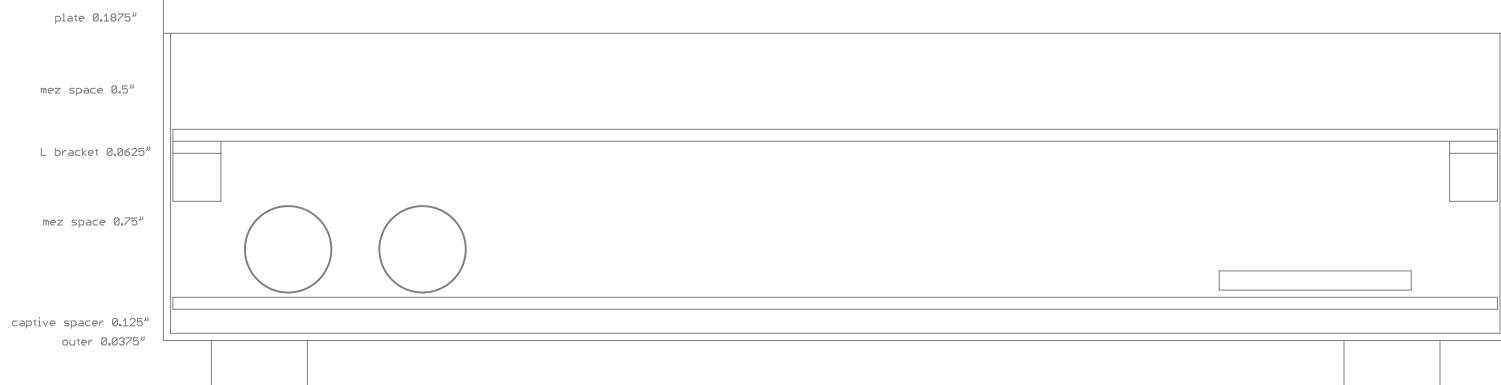 plate 0.1875"
mez space 0.5"
L bracket 0.0625"
mez space 0.75"
captive spacer 0.125"
outer 0.0375"